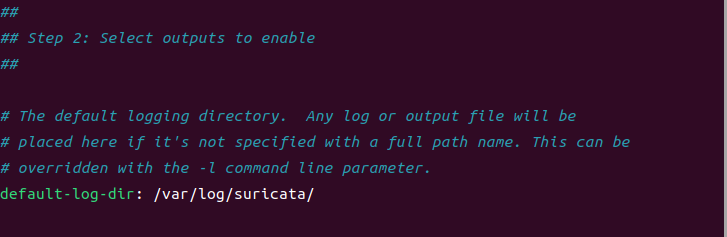 ##
## Step 2: Select outputs to enable
##
# The default logging directory.  Any log or output file will be
# placed here if it's not specified with a full path name. This can be
# overridden with the -l command line parameter.
default-log-dir: /var/log/suricata/